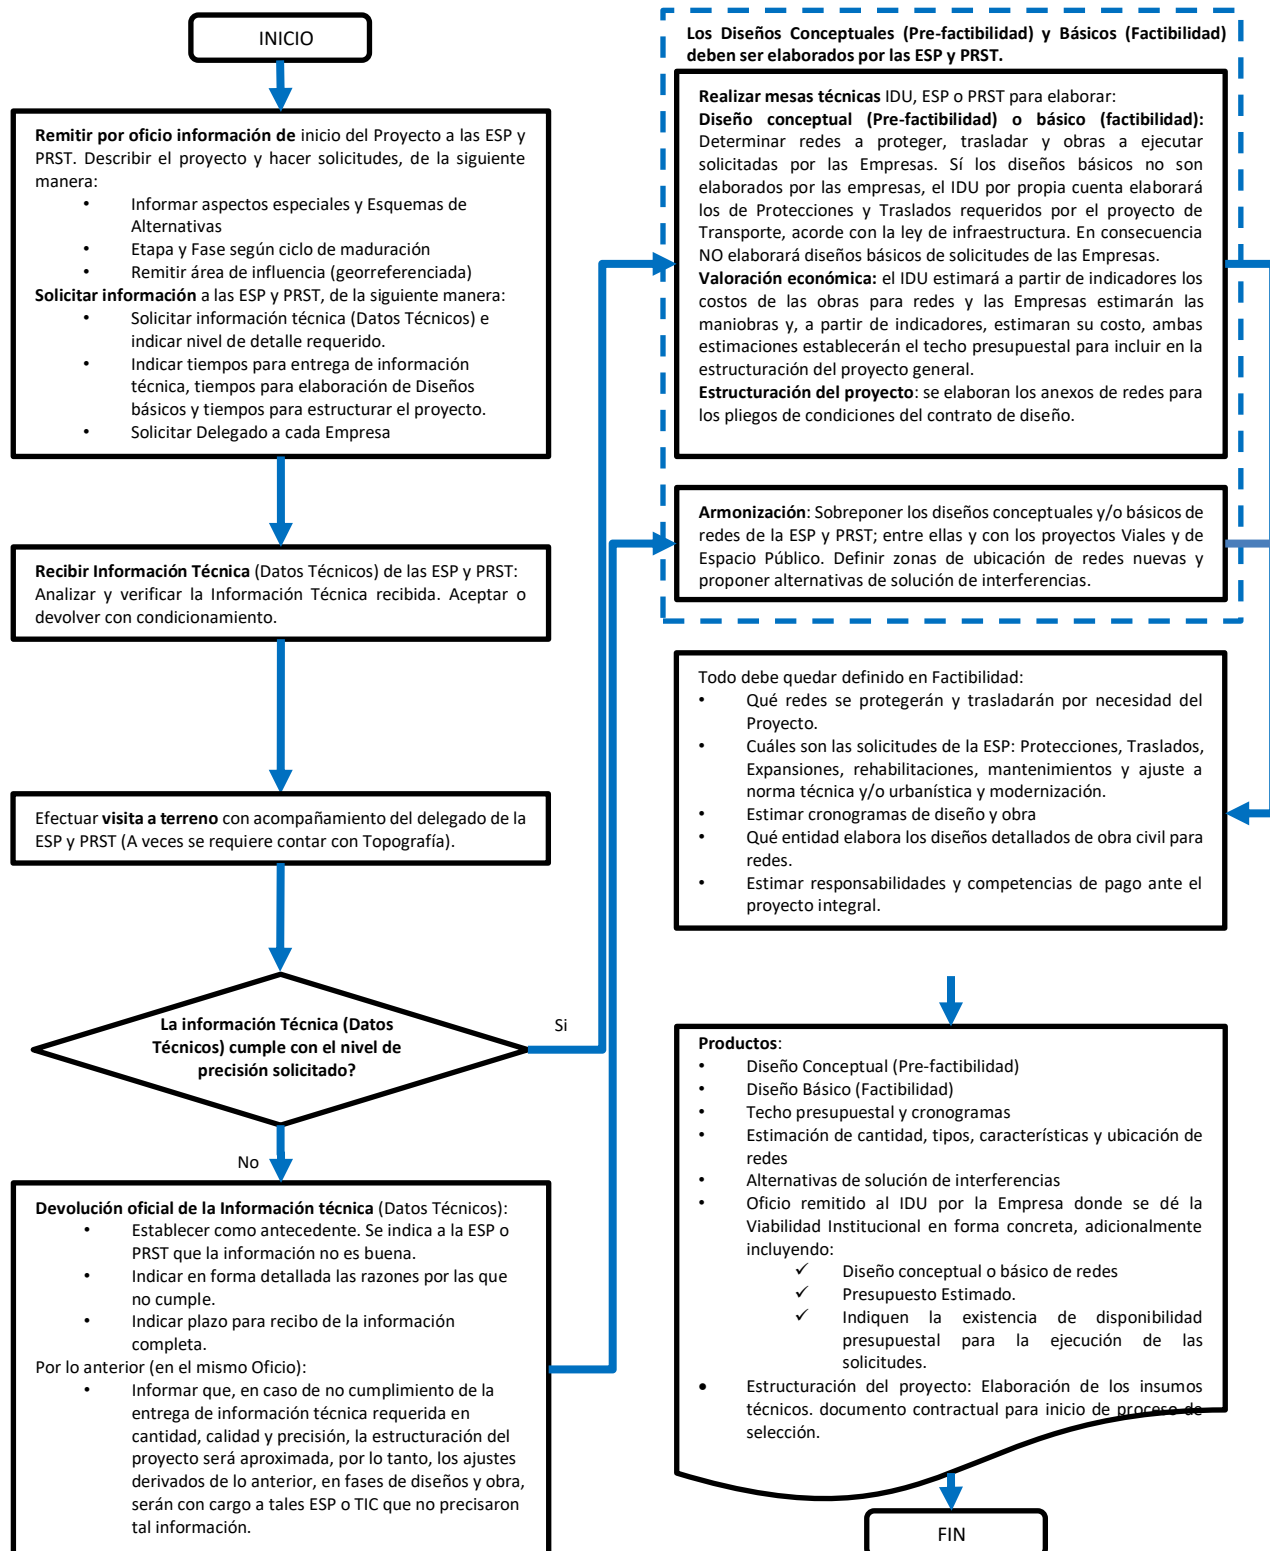 INICIO
Remitir por oficio información de inicio del Proyecto a las ESP y
PRST. Describir el proyecto y hacer solicitudes, de la siguiente
manera:
• Informar aspectos especiales y Esquemas de
Alternativas
• Etapa y Fase según ciclo de maduración
• Remitir área de influencia (georreferenciada)
Solicitar información a las ESP y PRST, de la siguiente manera:
• Solicitar información técnica (Datos Técnicos) e
indicar nivel de detalle requerido.
• Indicar tiempos para entrega de información
técnica, tiempos para elaboración de Diseños
básicos y tiempos para estructurar el proyecto.
• Solicitar Delegado a cada Empresa
Recibir Información Técnica (Datos Técnicos) de las ESP y PRST:
Analizar y verificar la Información Técnica recibida. Aceptar o
devolver con condicionamiento.
Efectuar visita a terreno con acompañamiento del delegado de la
ESP y PRST (A veces se requiere contar con Topografía).
La información Técnica (Datos
Técnicos) cumple con el nivel de
precisión solicitado?
Si
No
Devolución oficial de la Información técnica (Datos Técnicos):
• Establecer como antecedente. Se indica a la ESP o
PRST que la información no es buena.
• Indicar en forma detallada las razones por las que
no cumple.
• Indicar plazo para recibo de la información
completa.
Por lo anterior (en el mismo Oficio):
• Informar que, en caso de no cumplimiento de la
entrega de información técnica requerida en
cantidad, calidad y precisión, la estructuración del
proyecto será aproximada, por lo tanto, los ajustes
derivados de lo anterior, en fases de diseños y obra,
serán con cargo a tales ESP o TIC que no precisaron
tal información.
Los Diseños Conceptuales (Pre-factibilidad) y Básicos (Factibilidad)
deben ser elaborados por las ESP y PRST.
Realizar mesas técnicas IDU, ESP o PRST para elaborar:
Diseño conceptual (Pre-factibilidad) o básico (factibilidad):
Determinar redes a proteger, trasladar y obras a ejecutar
solicitadas por las Empresas. Sí los diseños básicos no son
elaborados por las empresas, el IDU por propia cuenta elaborará
los de Protecciones y Traslados requeridos por el proyecto de
Transporte, acorde con la ley de infraestructura. En consecuencia
NO elaborará diseños básicos de solicitudes de las Empresas.
Valoración económica: el IDU estimará a partir de indicadores los
costos de las obras para redes y las Empresas estimarán las
maniobras y, a partir de indicadores, estimaran su costo, ambas
estimaciones establecerán el techo presupuestal para incluir en la
estructuración del proyecto general.
Estructuración del proyecto: se elaboran los anexos de redes para
los pliegos de condiciones del contrato de diseño.
Armonización: Sobreponer los diseños conceptuales y/o básicos de
redes de la ESP y PRST; entre ellas y con los proyectos Viales y de
Espacio Público. Definir zonas de ubicación de redes nuevas y
proponer alternativas de solución de interferencias.
Todo debe quedar definido en Factibilidad:
• Qué redes se protegerán y trasladarán por necesidad del
Proyecto.
• Cuáles son las solicitudes de la ESP: Protecciones, Traslados,
Expansiones, rehabilitaciones, mantenimientos y ajuste a
norma técnica y/o urbanística y modernización.
• Estimar cronogramas de diseño y obra
• Qué entidad elabora los diseños detallados de obra civil para
redes.
• Estimar responsabilidades y competencias de pago ante el
proyecto integral.
Productos:
• Diseño Conceptual (Pre-factibilidad)
• Diseño Básico (Factibilidad)
• Techo presupuestal y cronogramas
• Estimación de cantidad, tipos, características y ubicación de
redes
• Alternativas de solución de interferencias
• Oficio remitido al IDU por la Empresa donde se dé la
Viabilidad Institucional en forma concreta, adicionalmente
incluyendo:
✓ Diseño conceptual o básico de redes
✓ Presupuesto Estimado.
✓ Indiquen la existencia de disponibilidad
presupuestal para la ejecución de las
solicitudes.
• Estructuración del proyecto: Elaboración de los insumos
técnicos. documento contractual para inicio de proceso de
selección.
FIN